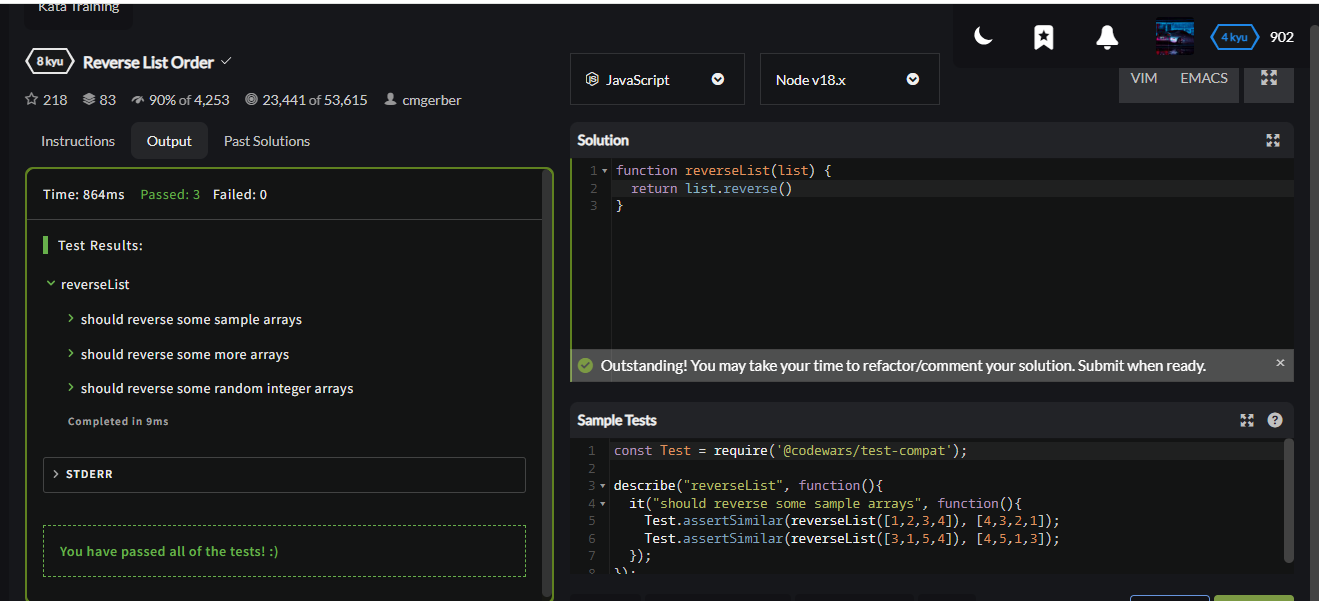 Kata Training
8 kyu Reverse List Order
218 83 90% of 4,253 23,441 of 53,615 cmgerber
4 kyu 902
JavaScript
Node v18.x
VIM EMACS
Instructions Output Past Solutions
Time: 864ms Passed: 3 Failed: 0
Test Results:
reverseList
should reverse some sample arrays
should reverse some more arrays
should reverse some random integer arrays
Completed in 9ms
STDERR
You have passed all of the tests! :)
Solution
1 function reverseList(list) {
2 return list.reverse()
3 }
Outstanding! You may take your time to refactor/comment your solution. Submit when ready.
Sample Tests
1 const Test = require('@codewars/test-compat');
2
3 describe("reverseList", function(){
4 it("should reverse some sample arrays", function(){
5 Test.assertSimilar(reverseList([1,2,3,4]), [4,3,2,1]);
6 Test.assertSimilar(reverseList([3,1,5,4]), [4,5,1,3]);
7 });
8 });